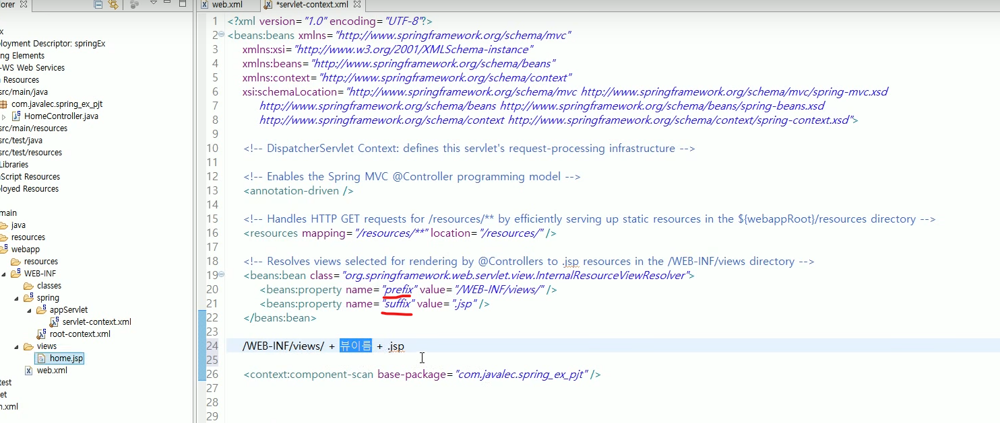 lorer
x
loyment Descriptor: springEx
ng Elements
-WS Web Services
Resources
src/main/java
com.javalec.spring_ex_pjt
HomeController.java
src/main/resources
src/test/java
src/test/resources
Libraries
Script Resources
loyed Resources
main
java
resources
webapp
resources
WEB-INF
classes
spring
appServlet
servlet-context.xml
root-context.xml
views
home.jsp
web.xml
test
et
n.xml
web.xml
*servlet-context.xml
1 <?xml version="1.0" encoding="UTF-8"?>
2 <beans:beans xmlns="http://www.springframework.org/schema/mvc"
3 xmlns:xsi="http://www.w3.org/2001/XMLSchema-instance"
4 xmlns:beans="http://www.springframework.org/schema/beans"
5 xmlns:context="http://www.springframework.org/schema/context"
6 xsi:schemaLocation="http://www.springframework.org/schema/mvc http://www.springframework.org/schema/mvc/spring-mvc.xsd
7 http://www.springframework.org/schema/beans http://www.springframework.org/schema/beans/spring-beans.xsd
8 http://www.springframework.org/schema/context http://www.springframework.org/schema/context/spring-context.xsd">
9
10 <!-- DispatcherServlet Context: defines this servlet's request-processing infrastructure -->
11
12 <!-- Enables the Spring MVC @Controller programming model -->
13 <annotation-driven />
14
15 <!-- Handles HTTP GET requests for /resources/** by efficiently serving up static resources in the ${webappRoot}/resources directory -->
16 <resources mapping="/resources/**" location="/resources/" />
17
18 <!-- Resolves views selected for rendering by @Controllers to .jsp resources in the /WEB-INF/views directory -->
19 <beans:bean class="org.springframework.web.servlet.view.InternalResourceViewResolver">
20 <beans:property name="prefix" value="/WEB-INF/views/" />
21 <beans:property name="suffix" value=".jsp" />
22 </beans:bean>
23
24 /WEB-INF/views/ + 뷰이름 + .jsp
25
26 <context:component-scan base-package="com.javalec.spring_ex_pjt" />
27
28
29